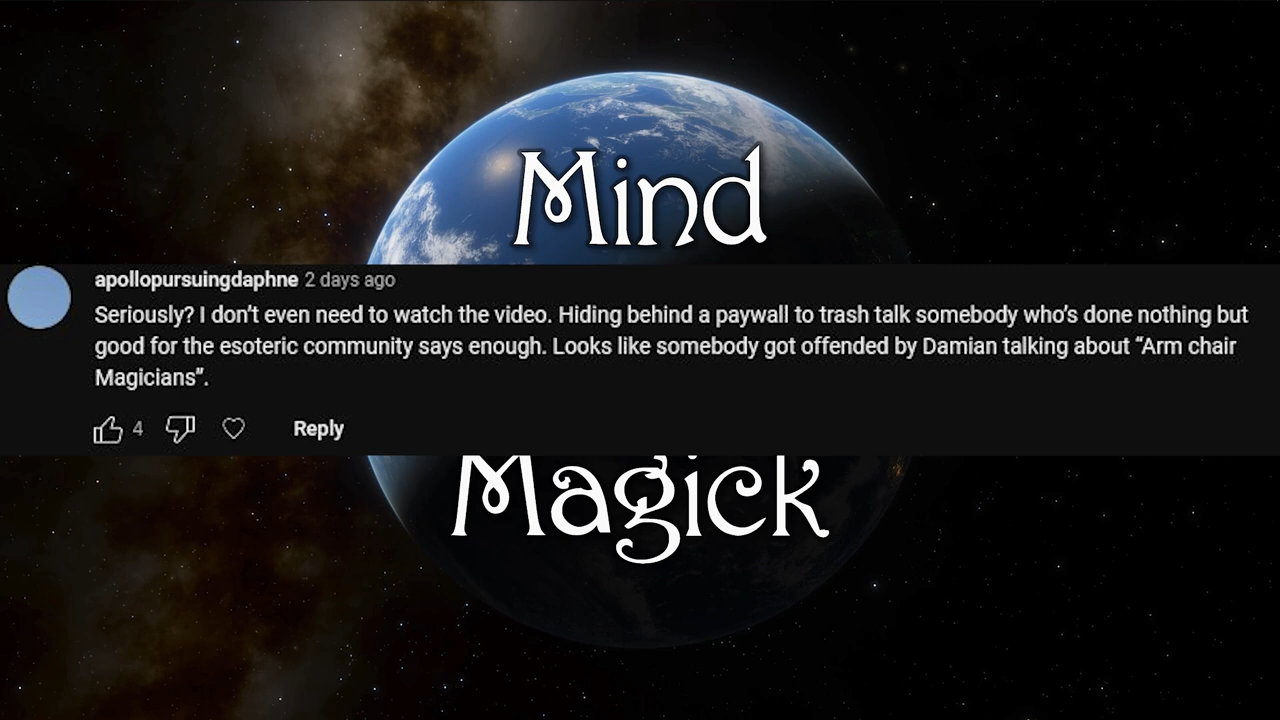 Mind
apollopursuingdaphne 2 days ago
Seriously? I don't even need to watch the video. Hiding behind a paywall to trash talk somebody who's done nothing but
good for the esoteric community says enough. Looks like somebody got offended by Damian talking about “Arm chair
Magicians”.
4
Reply
Magick